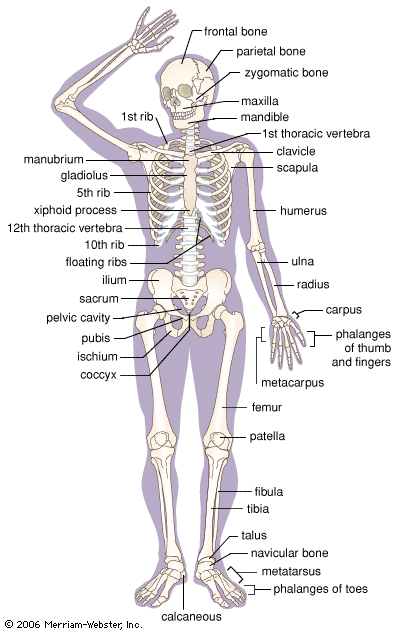 frontal bone
parietal bone
zygomatic bone
maxilla
mandible
1st rib
1st thoracic vertebra
clavicle
manubrium
scapula
gladiolus
5th rib
xiphoid process
humerus
12th thoracic vertebra
10th rib
floating ribs
ulna
ilium
radius
sacrum
carpus
pelvic cavity
phalanges
of thumb
and fingers
pubis
ischium
coccyx
metacarpus
femur
patella
fibula
tibia
talus
navicular bone
metatarsus
phalanges of toes
calcaneous
© 2006 Merriam-Webster, Inc.